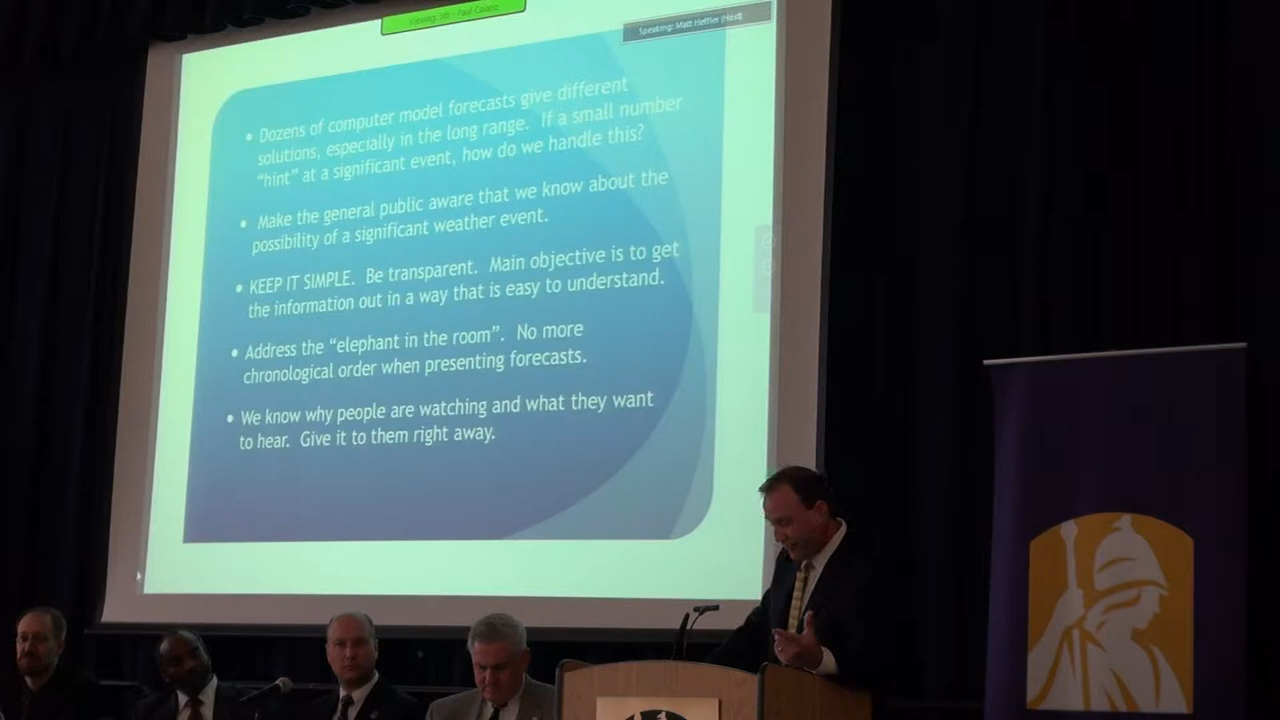 Viewing: 5th - Paul Caiano
Speaking: Matt Heffler (Host)
• Dozens of computer model forecasts give different
solutions, especially in the long range. If a small number
“hint” at a significant event, how do we handle this?
• Make the general public aware that we know about the
possibility of a significant weather event.
• KEEP IT SIMPLE. Be transparent. Main objective is to get
the information out in a way that is easy to understand.
• Address the “elephant in the room”. No more
chronological order when presenting forecasts.
• We know why people are watching and what they want
to hear. Give it to them right away.